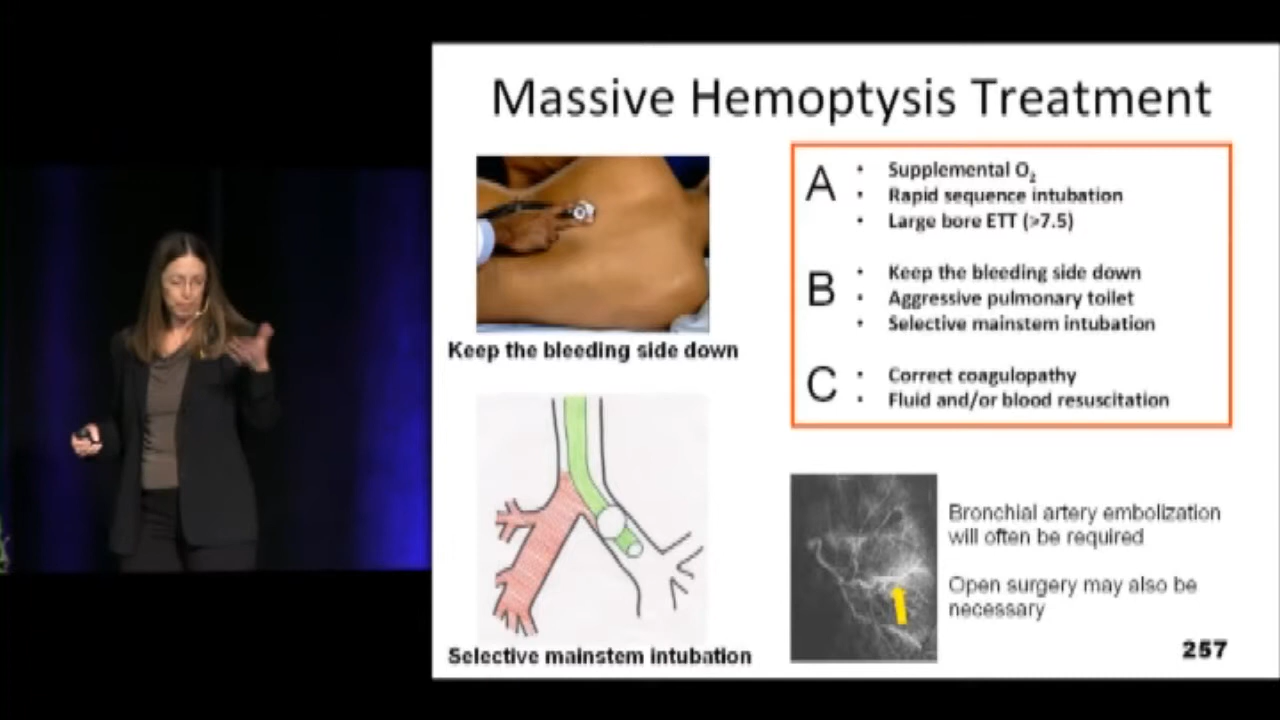 Massive Hemoptysis Treatment
Keep the bleeding side down
Selective mainstem intubation
A
• Supplemental O₂
• Rapid sequence intubation
• Large bore ETT (>7.5)
B
• Keep the bleeding side down
• Aggressive pulmonary toilet
• Selective mainstem intubation
C
• Correct coagulopathy
• Fluid and/or blood resuscitation
Bronchial artery embolization
will often be required
Open surgery may also be
necessary
257